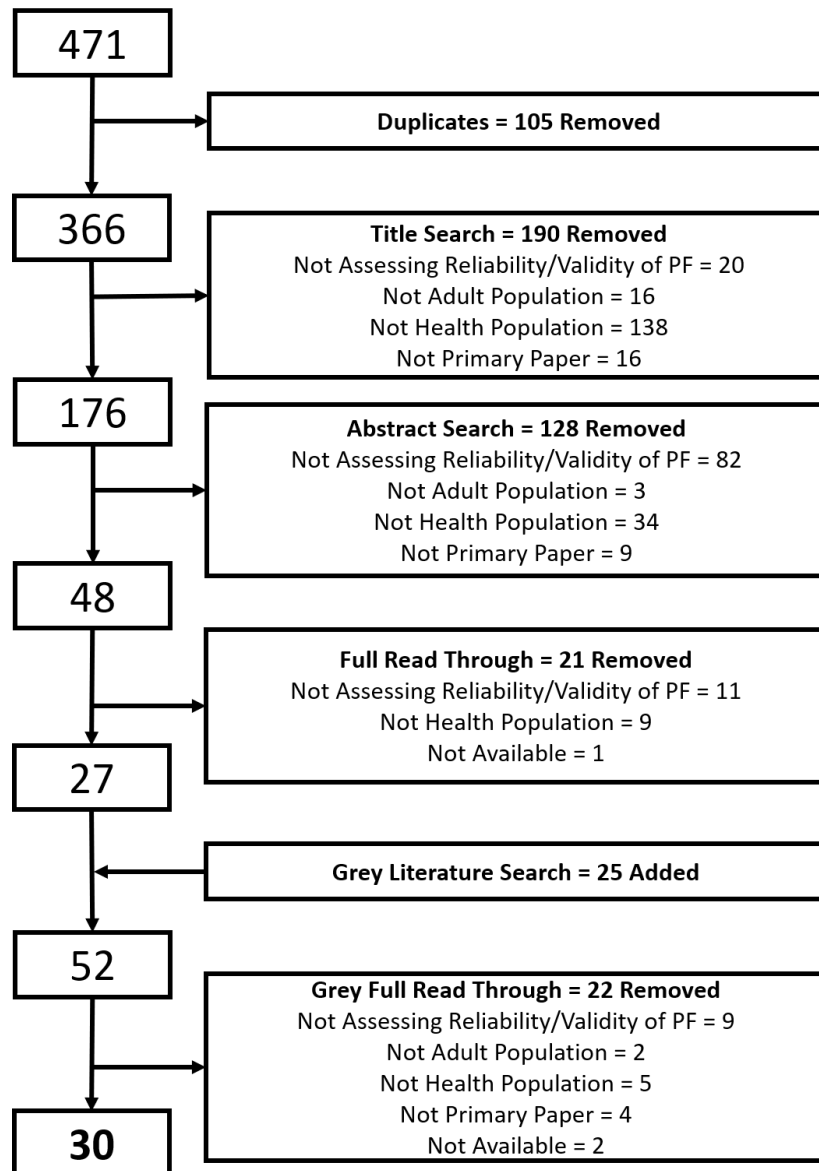 471
Duplicates = 105 Removed
366
Title Search = 190 Removed
Not Assessing Reliability/Validity of PF = 20
Not Adult Population = 16
Not Health Population = 138
Not Primary Paper = 16
176
Abstract Search = 128 Removed
Not Assessing Reliability/Validity of PF = 82
Not Adult Population = 3
Not Health Population = 34
Not Primary Paper = 9
48
Full Read Through = 21 Removed
Not Assessing Reliability/Validity of PF = 11
Not Health Population = 9
Not Available = 1
27
Grey Literature Search = 25 Added
52
Grey Full Read Through = 22 Removed
Not Assessing Reliability/Validity of PF = 9
Not Adult Population = 2
Not Health Population = 5
Not Primary Paper = 4
Not Available = 2
30